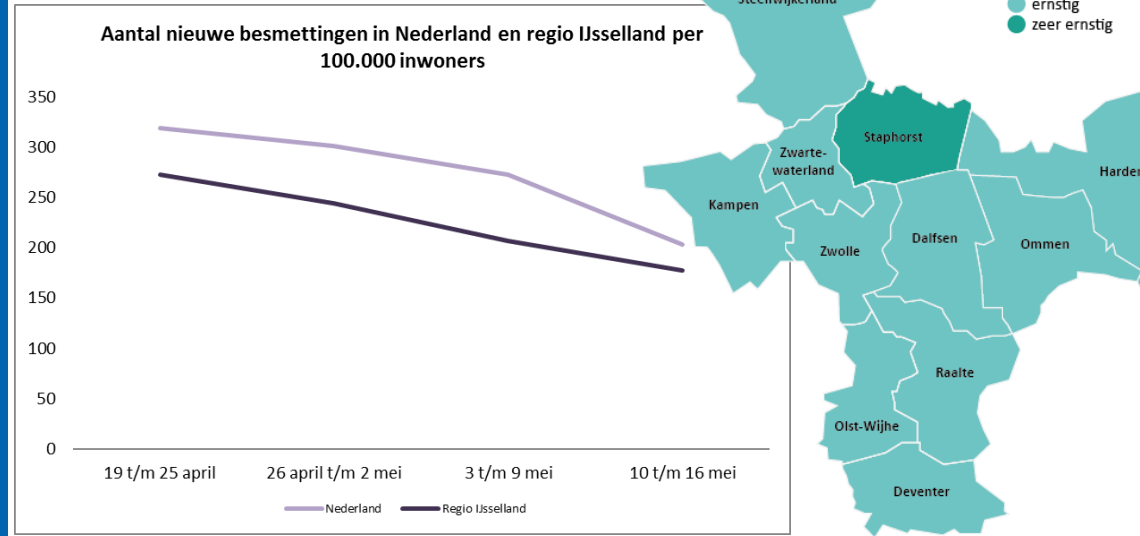 Aantal nieuwe besmettingen in Nederland en regio IJsselland per
100.000 inwoners
350
300
250
200
150
100
50
0
19 t/m 25 april
26 april t/m 2 mei
3 t/m 9 mei
10 t/m 16 mei
Nederland
Regio IJsselland
ernstig
zeer ernstig
Staphorst
Zwarte-
waterland
Kampen
Zwolle
Dalfsen
Ommen
Raalte
Olst-Wijhe
Deventer